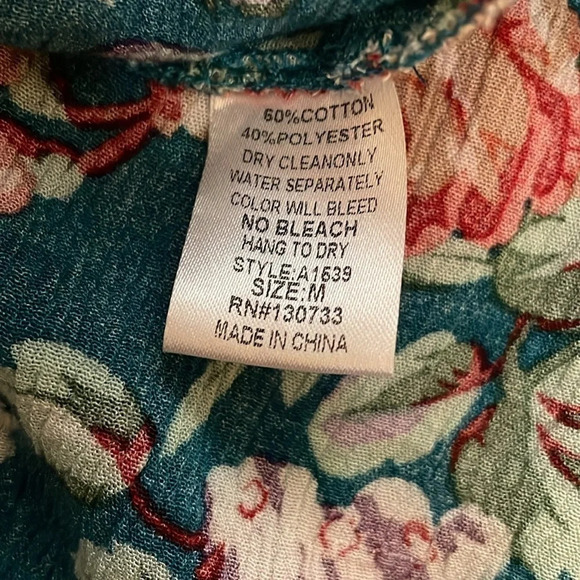 60%COTTON
40%POLYESTER
DRY CLEANONLY
WATER SEPARATELY
COLOR WILL BLEED
NO BLEACH
HANG TO DRY
STYLE:A1639
SIZE:M
RN#130733
MADE IN CHINA